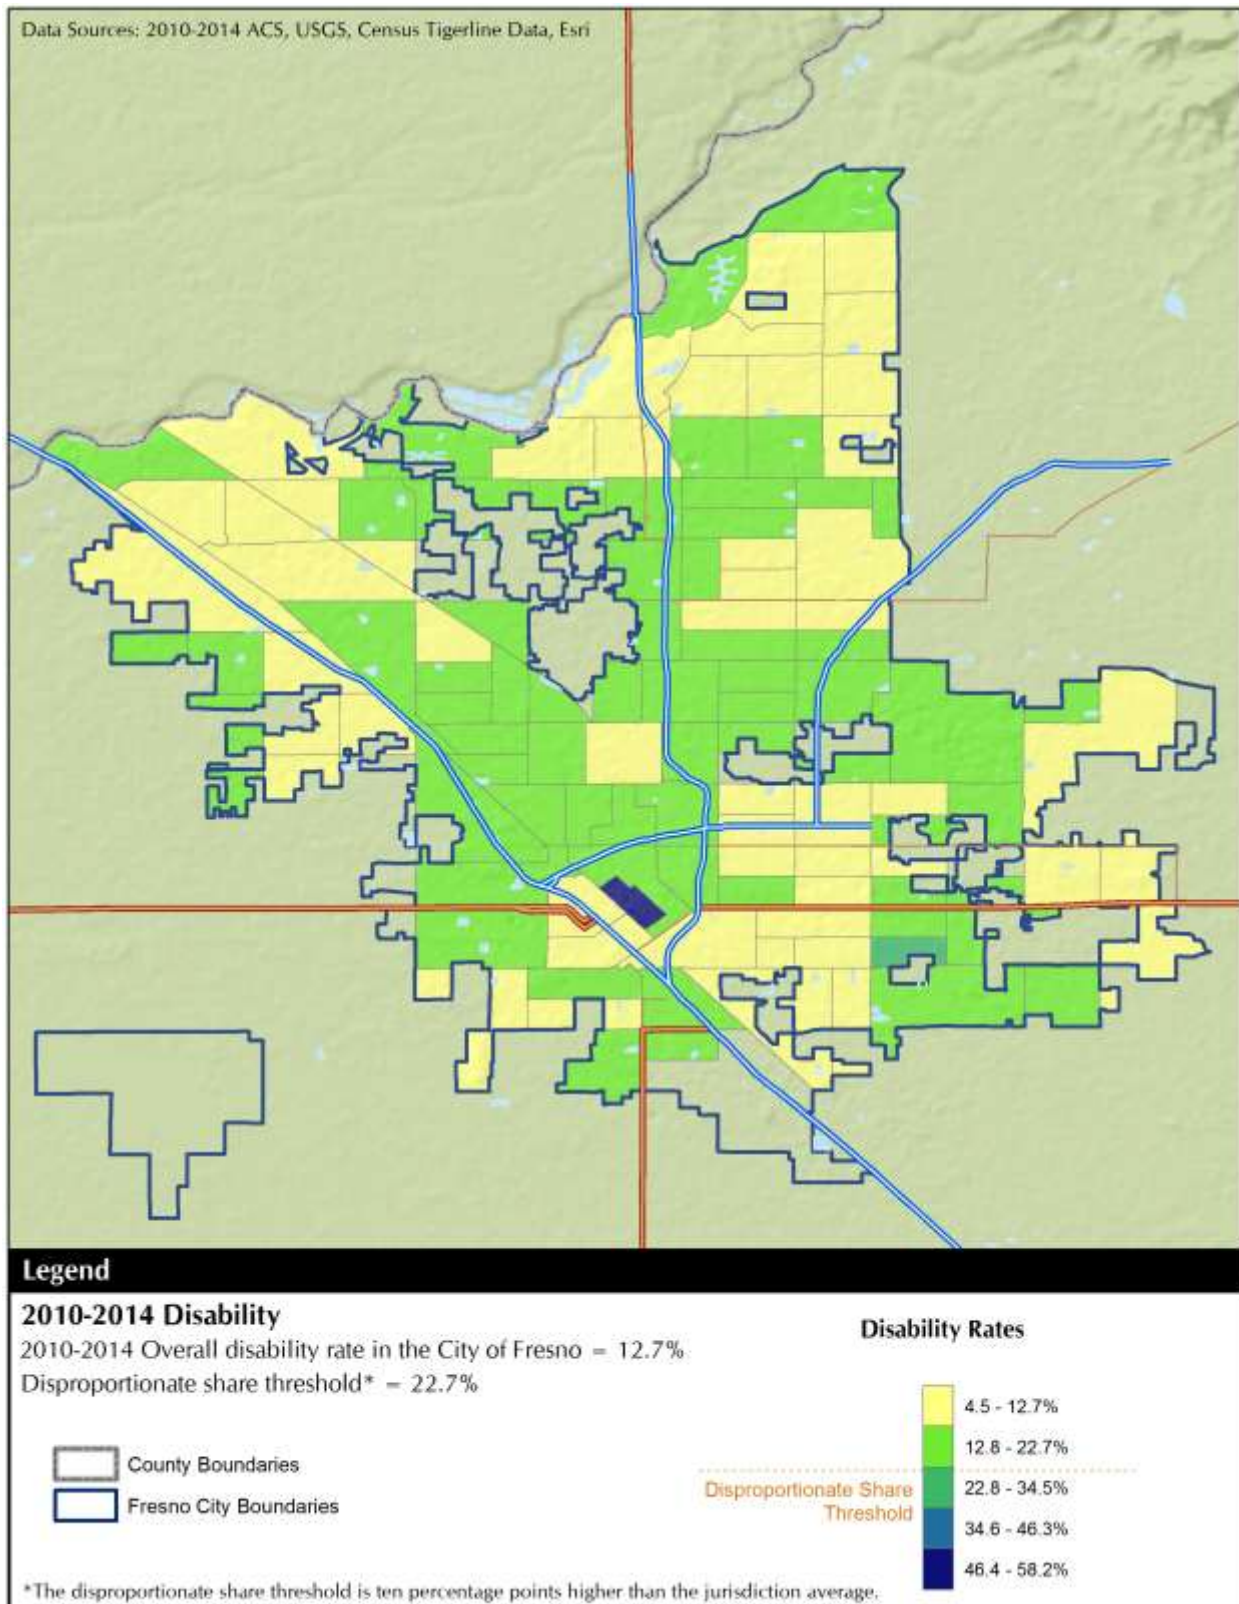 Data Sources: 2010-2014 ACS, USGS, Census Tigerline Data, Esri
Legend
2010-2014 Disability
2010-2014 Overall disability rate in the City of Fresno = 12.7%
Disproportionate share threshold* = 22.7%
County Boundaries
Fresno City Boundaries
Disability Rates
4.5 - 12.7%
12.8 - 22.7%
Disproportionate Share
Threshold
22.8 - 34.5%
34.6 - 46.3%
46.4 - 58.2%
*The disproportionate share threshold is ten percentage points higher than the jurisdiction average.